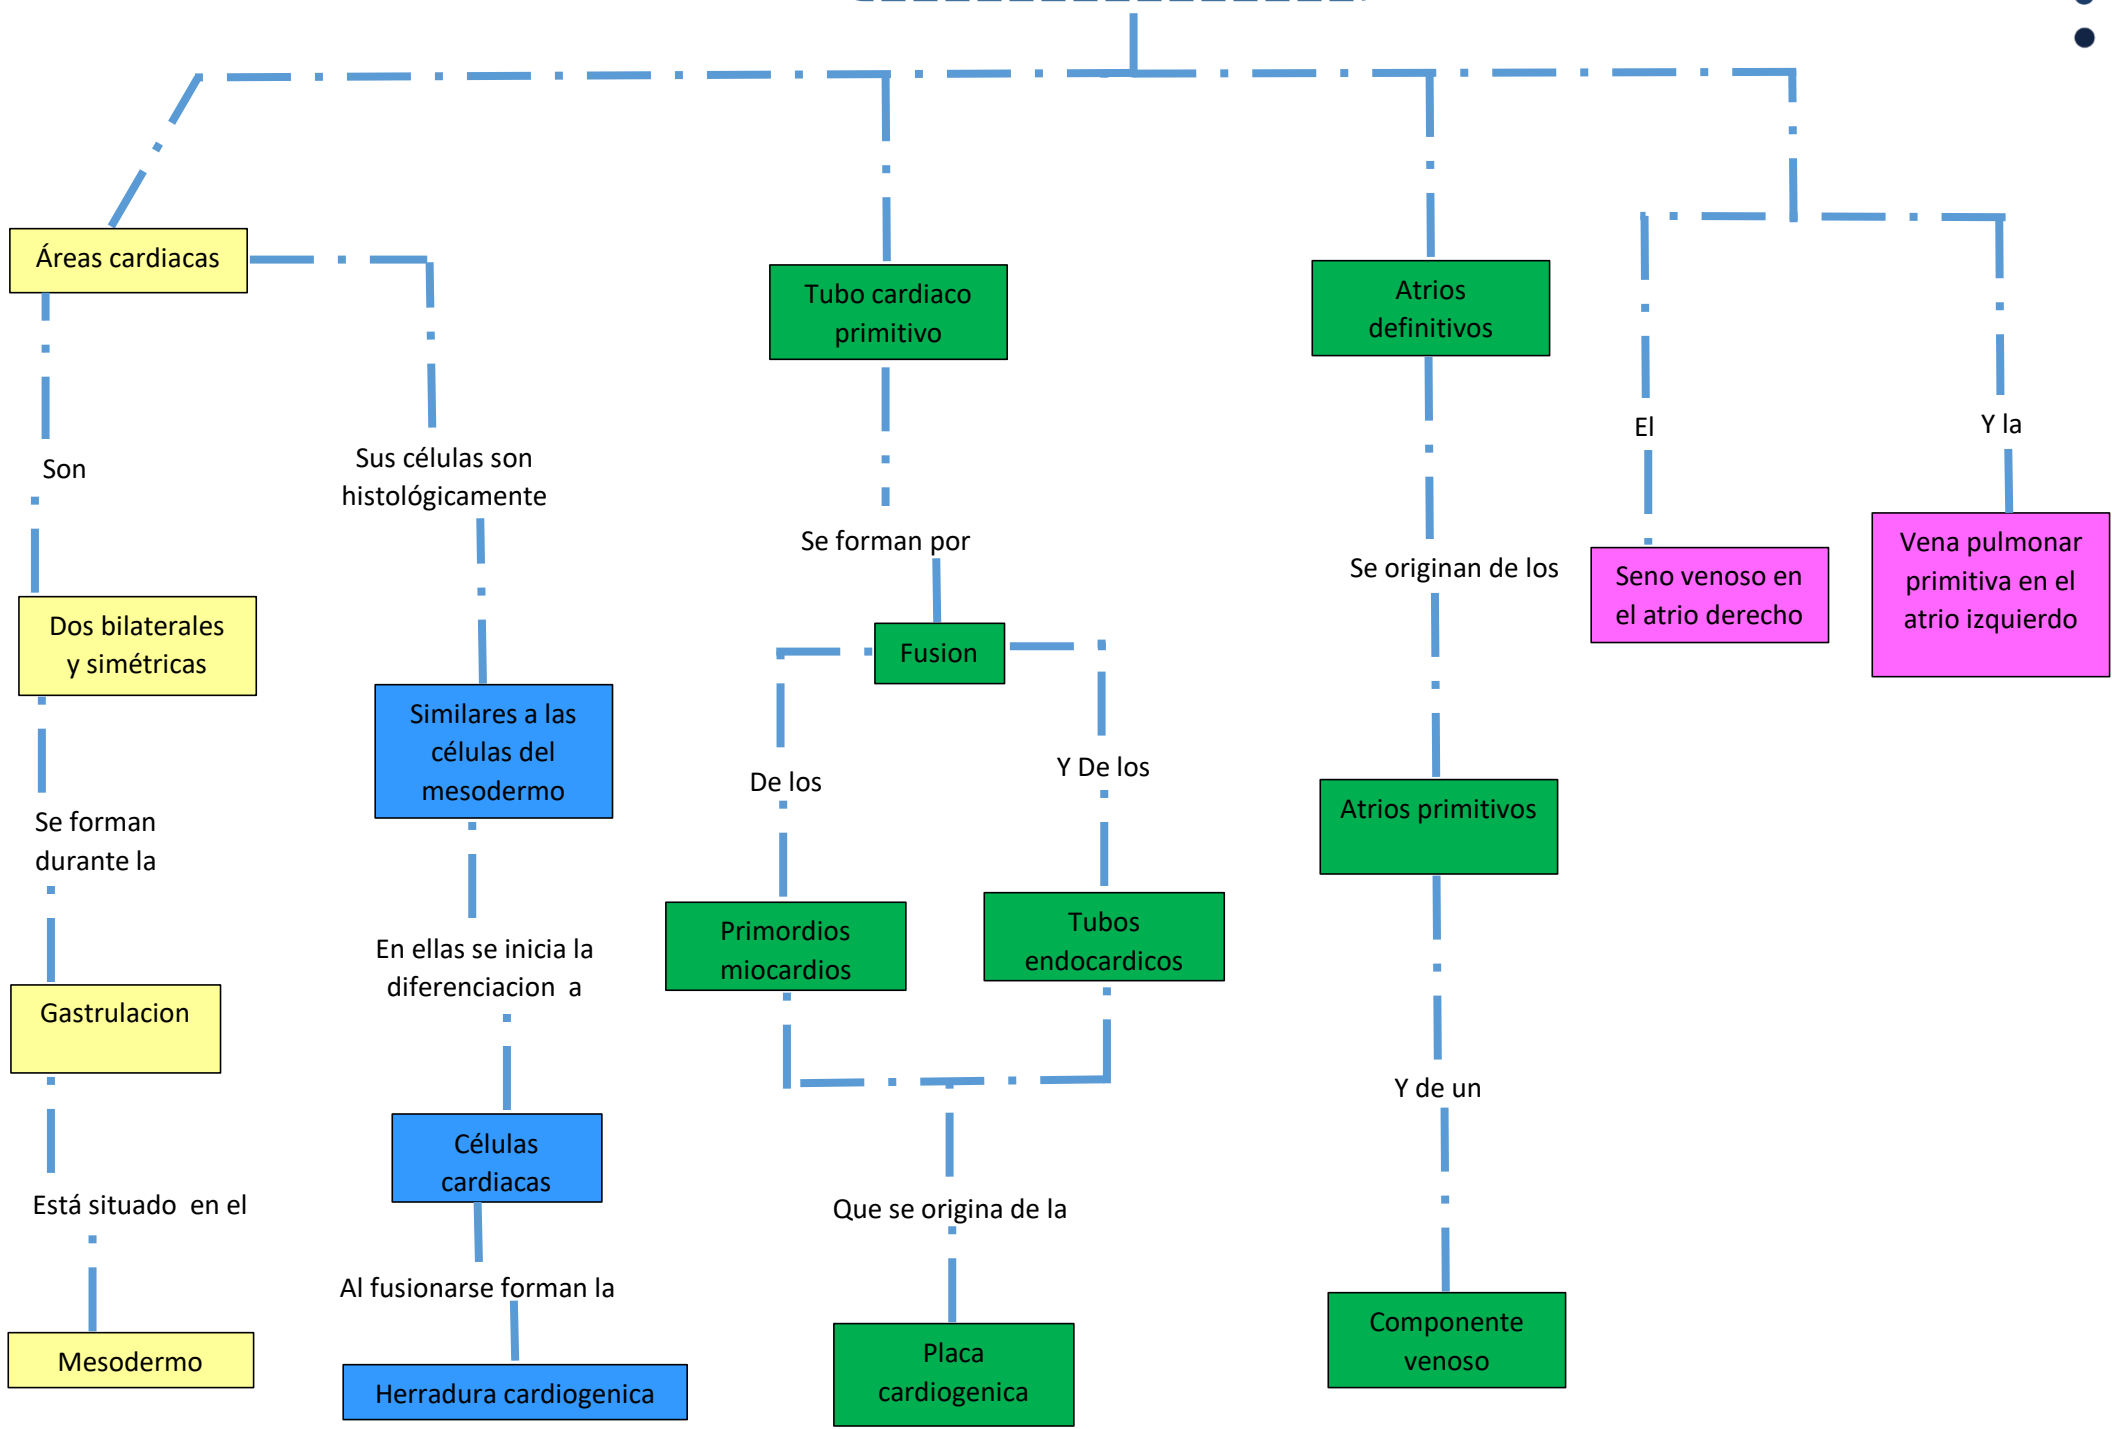 Áreas cardiacas
Son
Dos bilaterales
y simétricas
Se forman
durante la
Gastrulacion
Está situado  en el
Mesodermo
Sus células son
histológicamente
Similares a las
células del
mesodermo
En ellas se inicia la
diferenciacion  a
Células
cardiacas
Al fusionarse forman la
Herradura cardiogenica
Tubo cardiaco
primitivo
Se forman por
Fusion
De los
Primordios
miocardios
Y De los
Tubos
endocardicos
Que se origina de la
Placa
cardiogenica
Atrios
definitivos
Se originan de los
Atrios primitivos
Y de un
Componente
venoso
El
Seno venoso en
el atrio derecho
Y la
Vena pulmonar
primitiva en el
atrio izquierdo